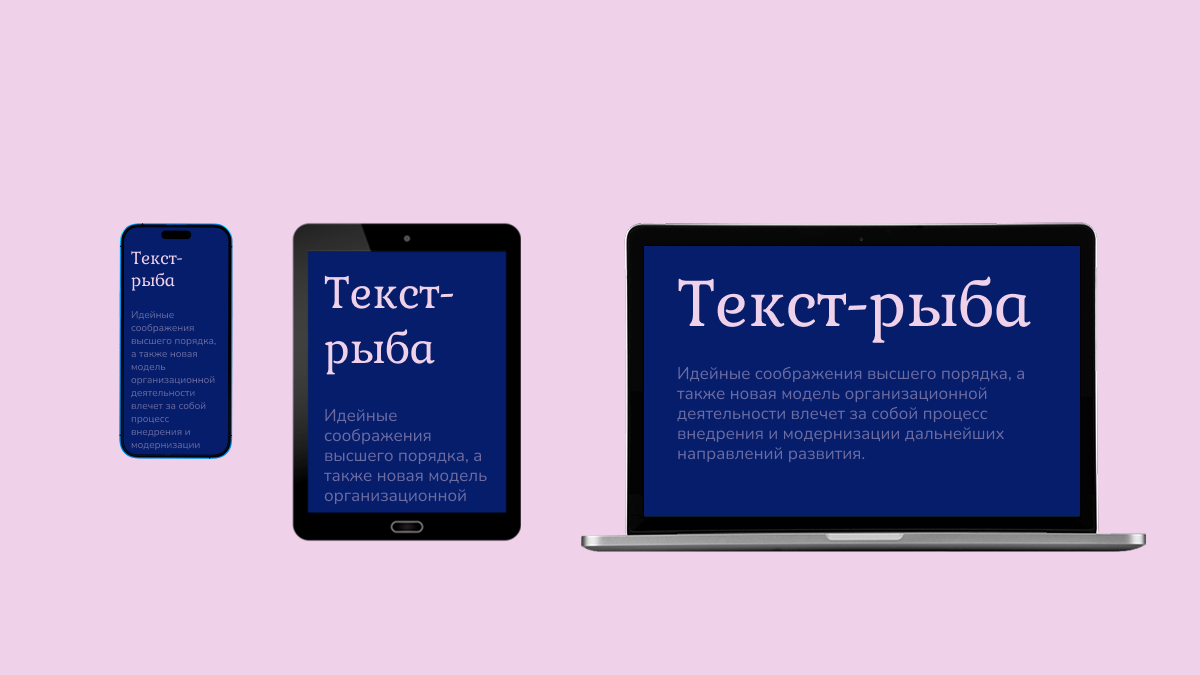 Текст-
рыба
Идейные
соображения
высшего порядка,
а также новая
модель
организационной
деятельности
влечет за собой
процесс
внедрения и
модернизации
Текст-
рыба
Идейные
соображения
высшего порядка, а
также новая модель
организационной
Текст-рыба
Идейные соображения высшего порядка, а
также новая модель организационной
деятельности влечет за собой процесс
внедрения и модернизации дальнейших
направлений развития.